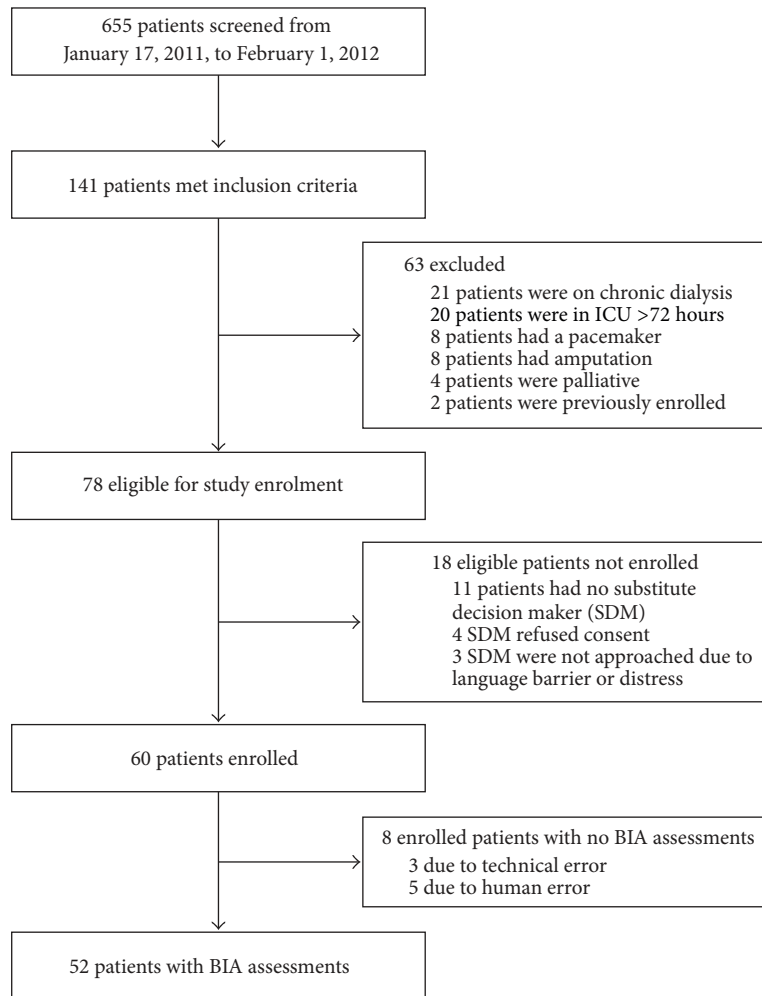 655 patients screened from
January 17, 2011, to February 1, 2012
141 patients met inclusion criteria
63 excluded
21 patients were on chronic dialysis
20 patients were in ICU >72 hours
8 patients had a pacemaker
8 patients had amputation
4 patients were palliative
2 patients were previously enrolled
78 eligible for study enrolment
18 eligible patients not enrolled
11 patients had no substitute
decision maker (SDM)
4 SDM refused consent
3 SDM were not approached due to
language barrier or distress
60 patients enrolled
8 enrolled patients with no BIA assessments
3 due to technical error
5 due to human error
52 patients with BIA assessments